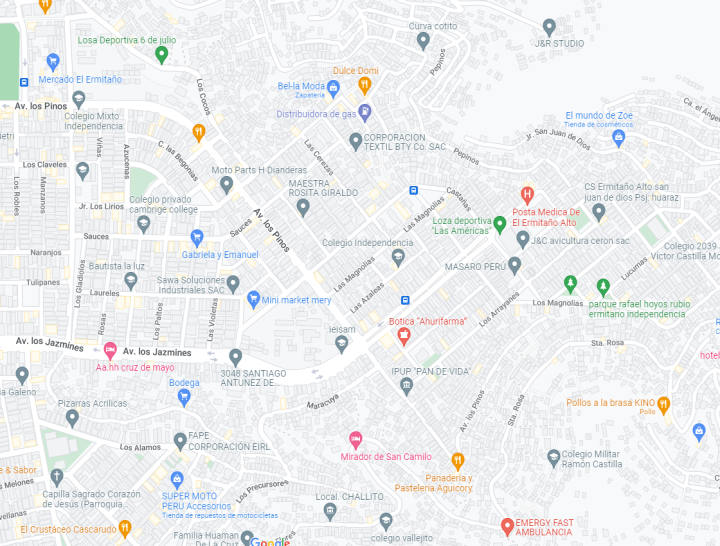 Curva cotito
Losa Deportiva 6 de julio
J&R STUDIO
Pepinos
Dulce Domi
Mercado El Ermitaño
Los Cocos
Bel-la Moda
Zapatería
Av. los Pinos
Distribuidora de gas
Ca. el Ángel
Colegio Mixto
Independencia
El mundo de Zoe
Tienda de cosméticos
Jr. San Juan de Dios
CORPORACION
TEXTIL BTY Co. SAC
C. las Begonias
Las Cerezas
Pepinos
Viñas
Azucenas
Los Claveles
Moto Parts H Dianderas
Los Robles
Manzanos
MAESTRA
ROSITA GIRALDO
Castañas
CS Ermitaño Alto san
juan de dios Psj. huaraz
Colegio privado
cambrige college
Jr. Los Lirios
Las Magnolias
Posta Medica De
El Ermitaño Alto
Loza deportiva
"Las Américas"
Av. los Pinos
Sauces
Sauces
Colegio Independencia
J&C avicultura ceron sac
Colegio 2039
Victor Castilla Mo
Naranjos
Gabriela y Emanuel
Bautista la luz
MASARO PERÚ
Lucumas
Los Gladiolos
Tulipanes
Sawa Soluciones
Industriales SAC
Las Magnolias
Laureles
Mini market mery
Las Azaleas
Los Arrayanes
Los Magnolias
parque rafael hoyos rubio
ermitano independencia
Rosas
Los Paltos
Las Violetas
Botica "Ahurifarma"
ieisam
Av. los Jazmines
Av. los Jazmines
Sta. Rosa
hotel
Aa.hh cruz de mayo
3048 SANTIAGO
ANTUNEZ DE...
IPUP "PAN DE VIDA"
ia Galeno
Bodega
Pizarras Acrilicas
Maracuya
Av. los Pinos
Sta. Rosa
Pollos a la brasa KINO
Pollo
FAPE
CORPORACIÓN EIRL
Los Alamos
Mirador de San Camilo
Colegio Militar
Ramón Castilla
e & Sabor
Los Melones
Panadería y
Pastelería Aguicory
Los Precursores
Capilla Sagrado Corazón
de Jesús (Parroquia...
SUPER MOTO
PERU Accesorios
Tienda de repuestos de motocicletas
Local. CHALLITO
El Crustáceo Cascarudo
EMERGY FAST
AMBULANCIA
Familia Huaman
De La Cruz
colegio vallejito
Google